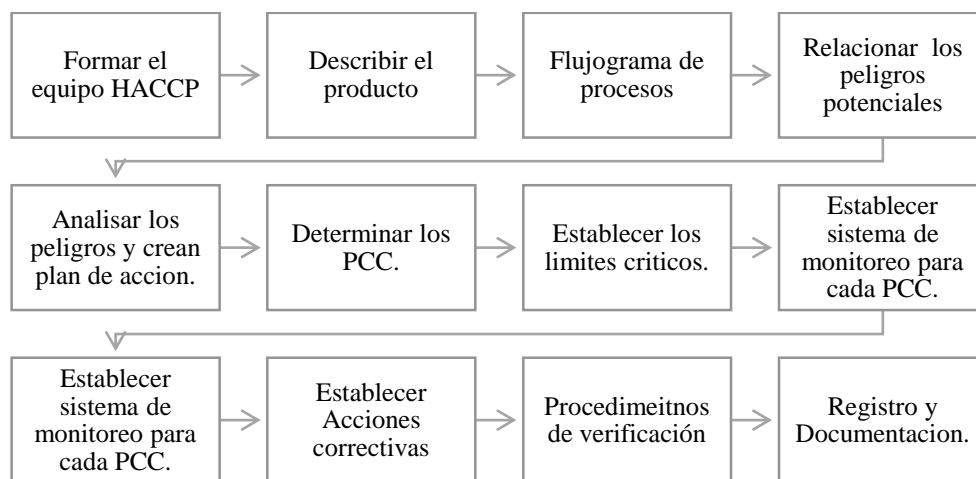 Formar el
equipo HACCP
Describir el
producto
Flujograma de
procesos
Relacionar los
peligros
potenciales
Analisar los
peligros y crean
plan de accion.
Determinar los
PCC.
Establecer los
limites criticos.
Establecer
sistema de
monitoreo para
cada PCC.
Establecer
sistema de
monitoreo para
cada PCC.
Establecer
Acciones
correctivas
Procedimeitnos
de verificación
Registro y
Documentacion.